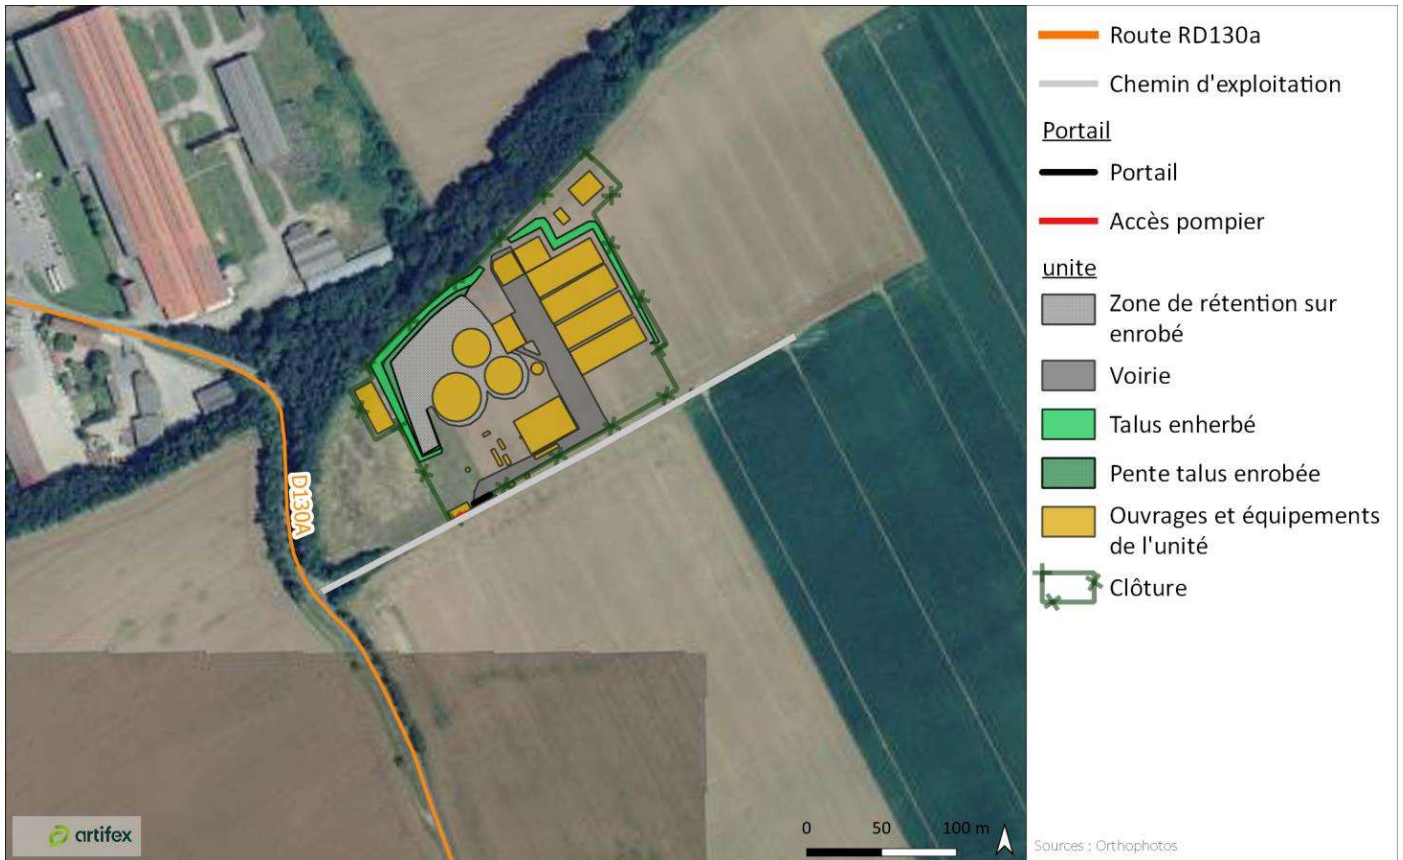 Route RD130a
Chemin d'exploitation
Portail
Portail
Accès pompier
unite
Zone de rétention sur
enrobé
Voirie
Talus enherbé
Pente talus enrobée
Ouvrages et équipements
de l'unité
Clôture
D130A
0 50 100 m
artifex
Sources : Orthophotos